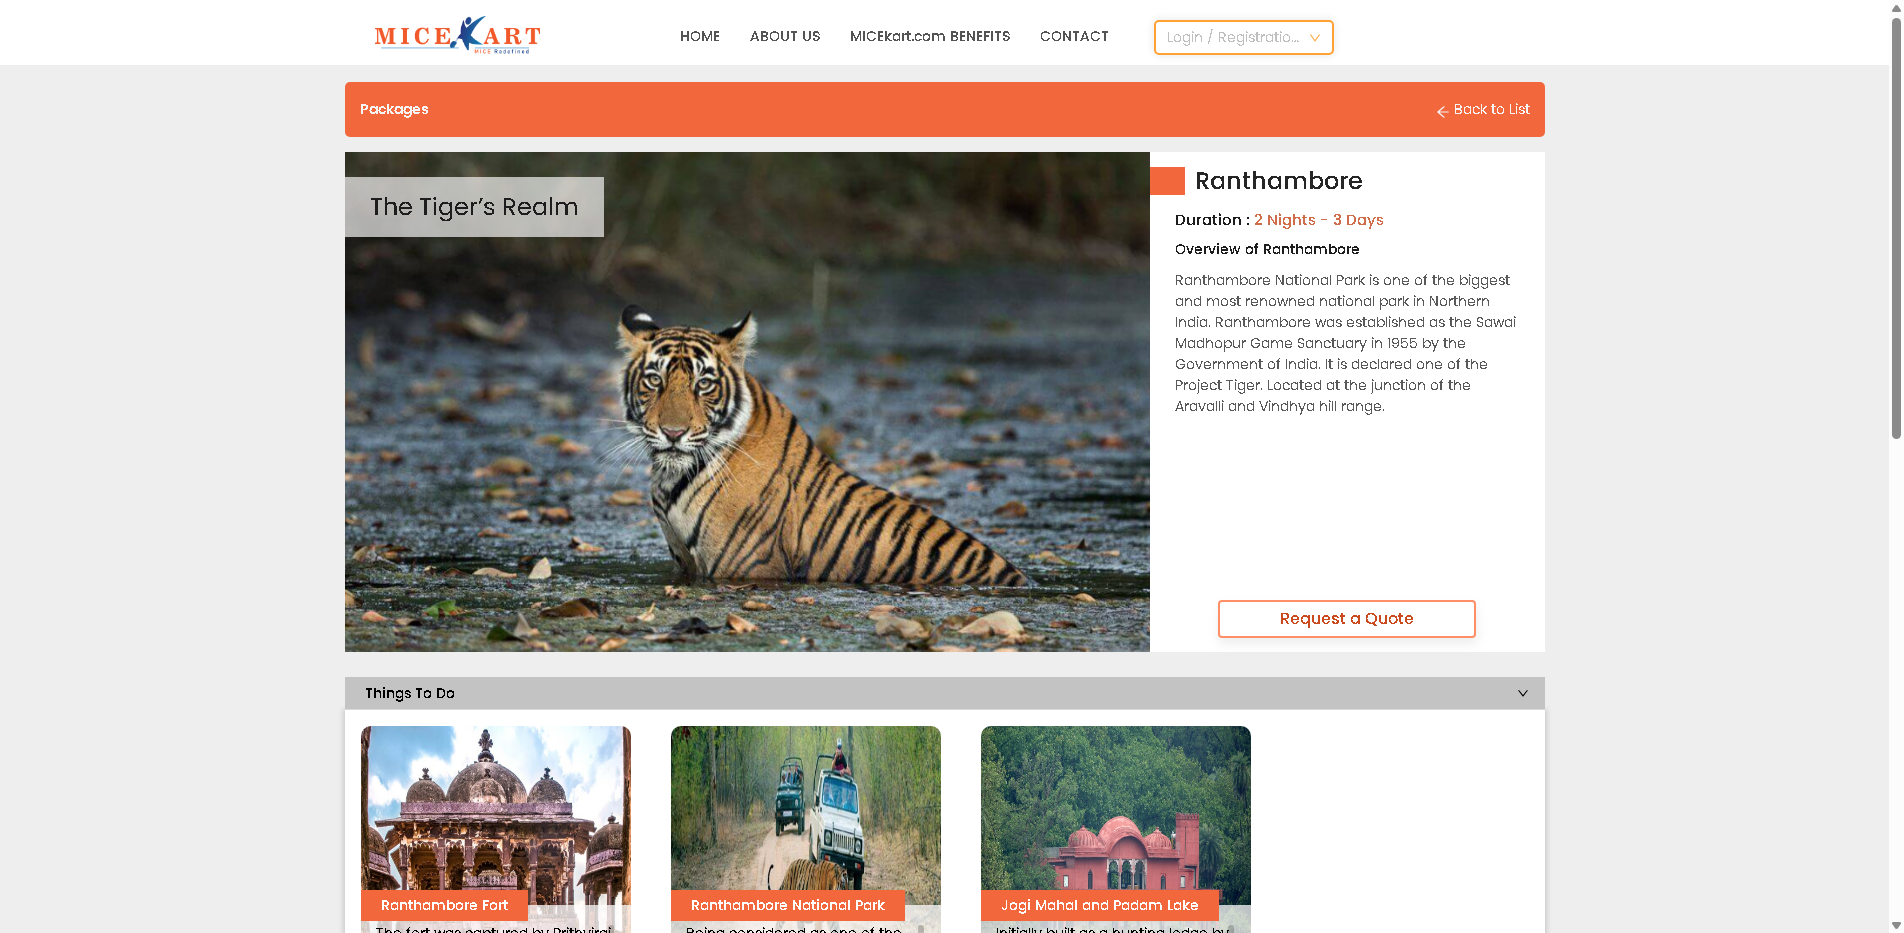 MICEKART
MICE Redefined
HOME
ABOUT US
MICEkart.com BENEFITS
CONTACT
Login / Registratio...
Packages
Back to List
The Tiger’s Realm
Ranthambore
Duration : 2 Nights - 3 Days
Overview of Ranthambore
Ranthambore National Park is one of the biggest
and most renowned national park in Northern
India. Ranthambore was established as the Sawai
Madhopur Game Sanctuary in 1955 by the
Government of India. It is declared one of the
Project Tiger. Located at the junction of the
Aravalli and Vindhya hill range.
Request a Quote
Things To Do
Ranthambore Fort
Ranthambore National Park
Jogi Mahal and Padam Lake
The fort was captured by Prithviraj
Being considered as one of the
Initially built as a hunting lodge by